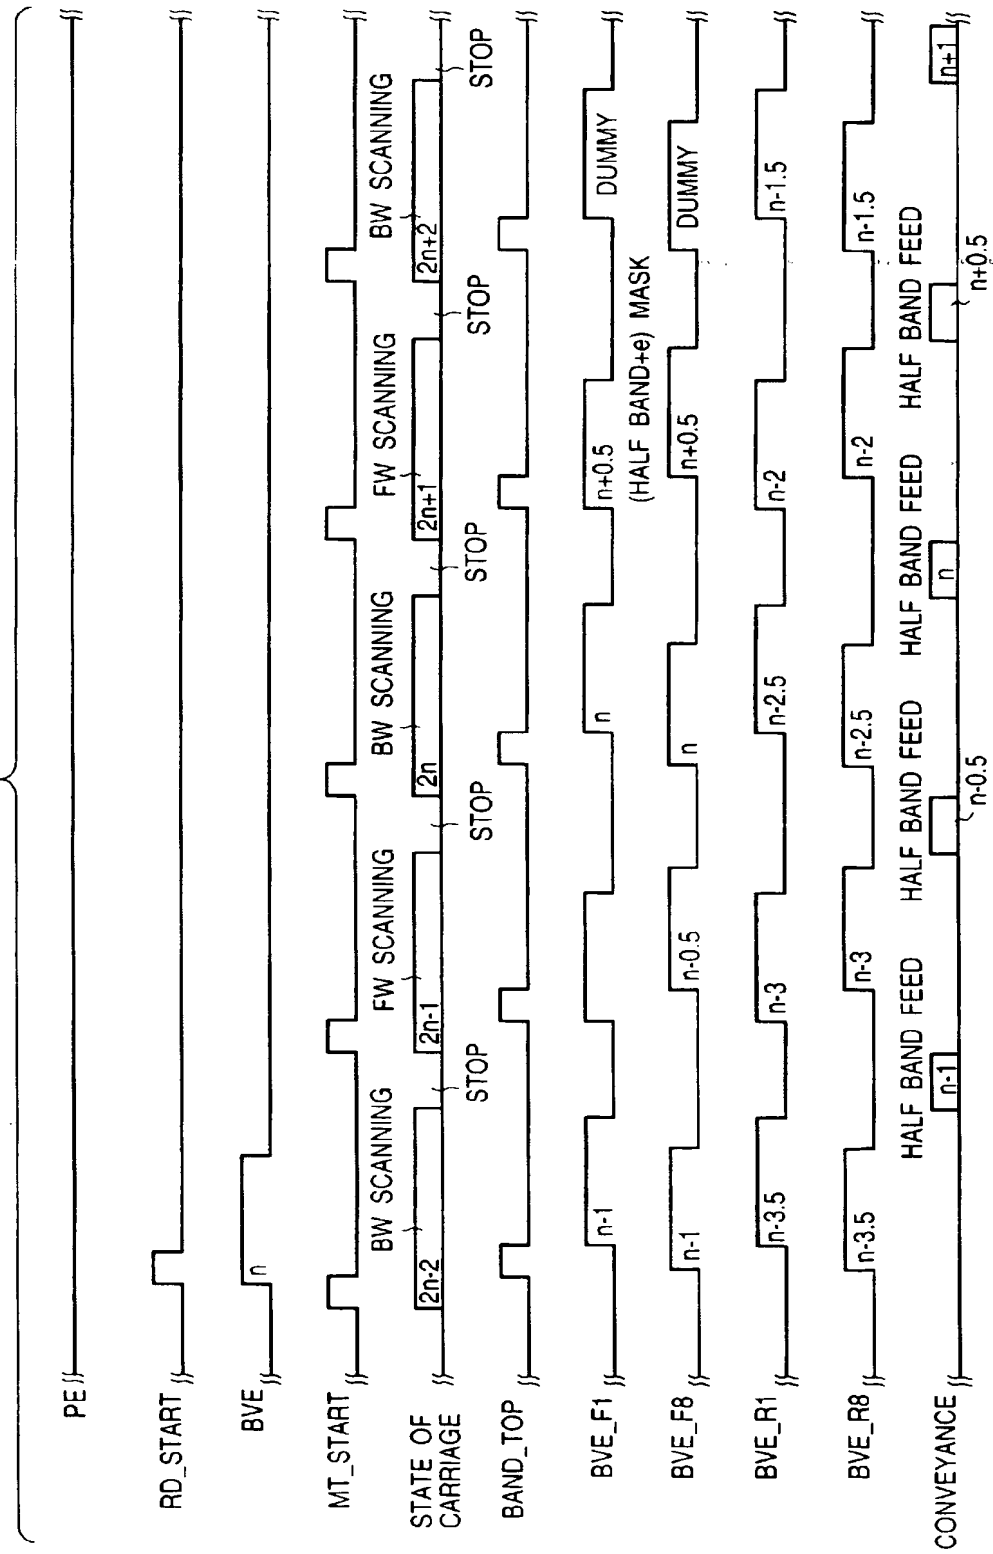 PE
RD_START
BVE
n
MT_START
STATE OF
CARRIAGE
2n-2
BW SCANNING
STOP
2n-1
FW SCANNING
STOP
2n
BW SCANNING
STOP
2n+1
FW SCANNING
STOP
2n+2
BW SCANNING
STOP
BAND_TOP
BVE_F1
n-1
n
n+0.5
DUMMY
(HALF BAND+e) MASK
BVE_F8
n-1
n-0.5
n
n+0.5
DUMMY
BVE_R1
n-3.5
n-3
n-2.5
n-2
n-1.5
BVE_R8
n-3.5
n-3
n-2.5
n-2
n-1.5
CONVEYANCE
HALF BAND FEED
n-1
HALF BAND FEED
n-0.5
HALF BAND FEED
n
HALF BAND FEED
n+0.5
n+1